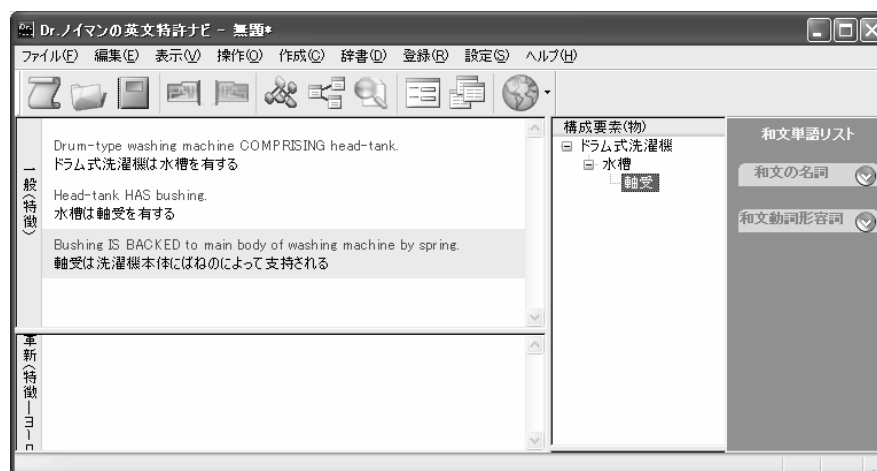 Dr.ノイマンの英文特許ナビ - 無題*
ファイル(F) 編集(E) 表示(V) 操作(O) 作成(C) 辞書(D) 登録(R) 設定(S) ヘルプ(H)
一般(特徴)
Drum-type washing machine COMPRISING head-tank.
ドラム式洗濯機は水槽を有する
Head-tank HAS bushing.
水槽は軸受を有する
Bushing IS BACKED to main body of washing machine by spring.
軸受は洗濯機本体にばねのによって支持される
革新(特徴―ヨーロ
構成要素(物)
ドラム式洗濯機
水槽
軸受
和文単語リスト
和文の名詞
和文動詞形容詞